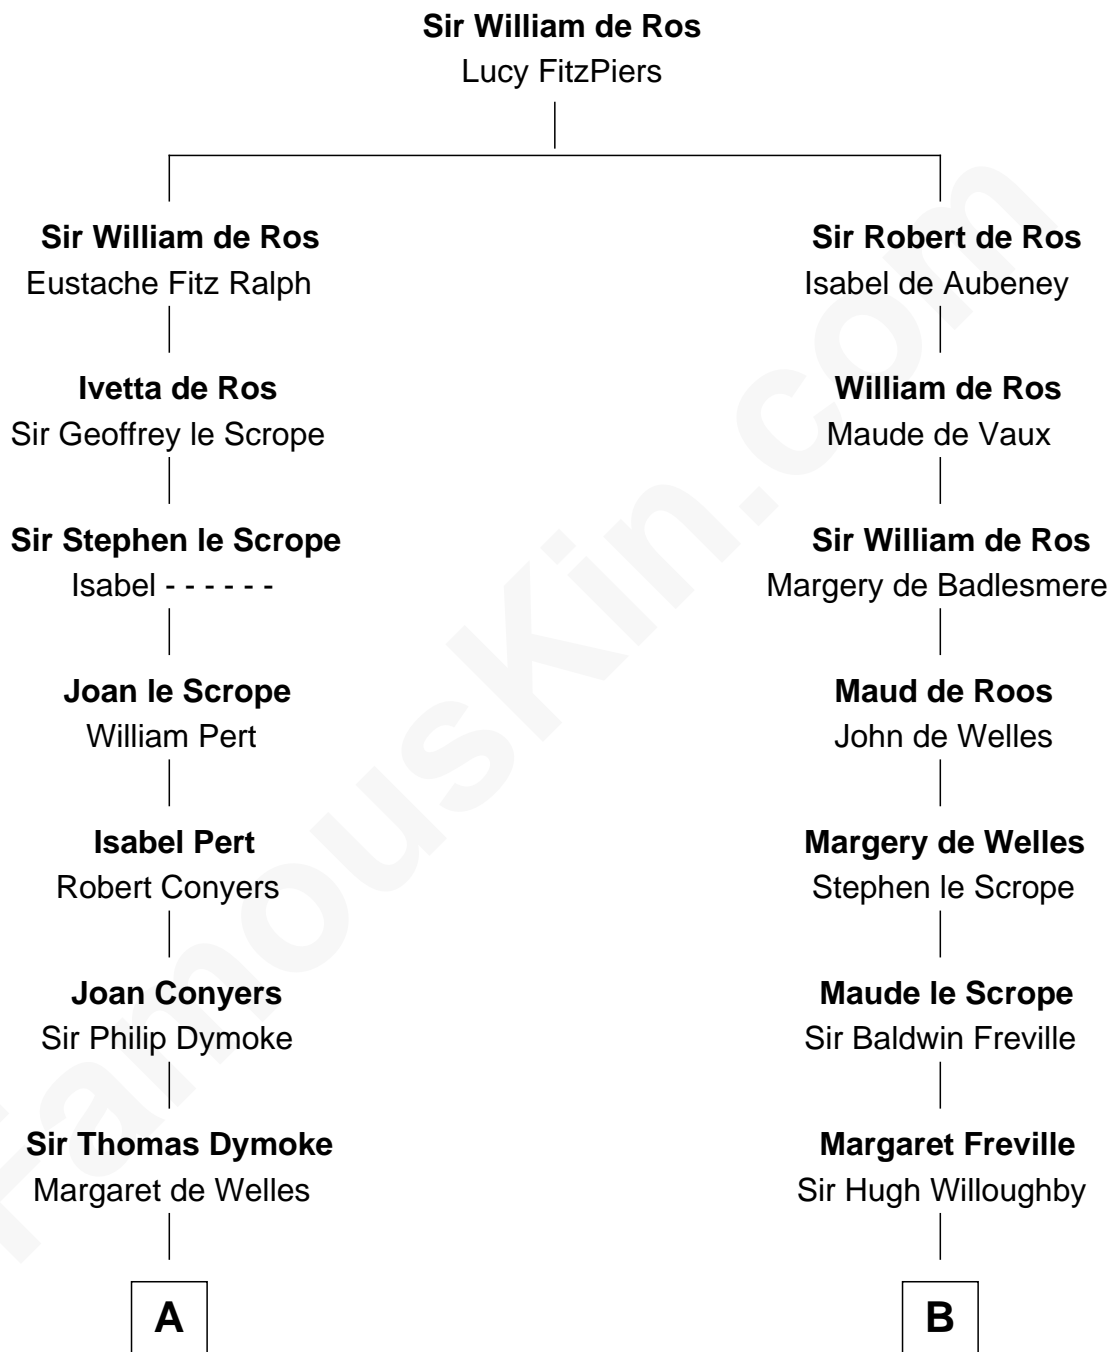 Sir William de Ros
Lucy FitzPiers
Sir William de Ros
Eustache Fitz Ralph
Ivetta de Ros
Sir Geoffrey le Scrope
Sir Stephen le Scrope
Isabel - - - - - -
Joan le Scrope
William Pert
Isabel Pert
Robert Conyers
Joan Conyers
Sir Philip Dymoke
Sir Thomas Dymoke
Margaret de Welles
A
Sir Robert de Ros
Isabel de Aubeney
William de Ros
Maude de Vaux
Sir William de Ros
Margery de Badlesmere
Maud de Roos
John de Welles
Margery de Welles
Stephen le Scrope
Maude le Scrope
Sir Baldwin Freville
Margaret Freville
Sir Hugh Willoughby
B
FamousKin.com